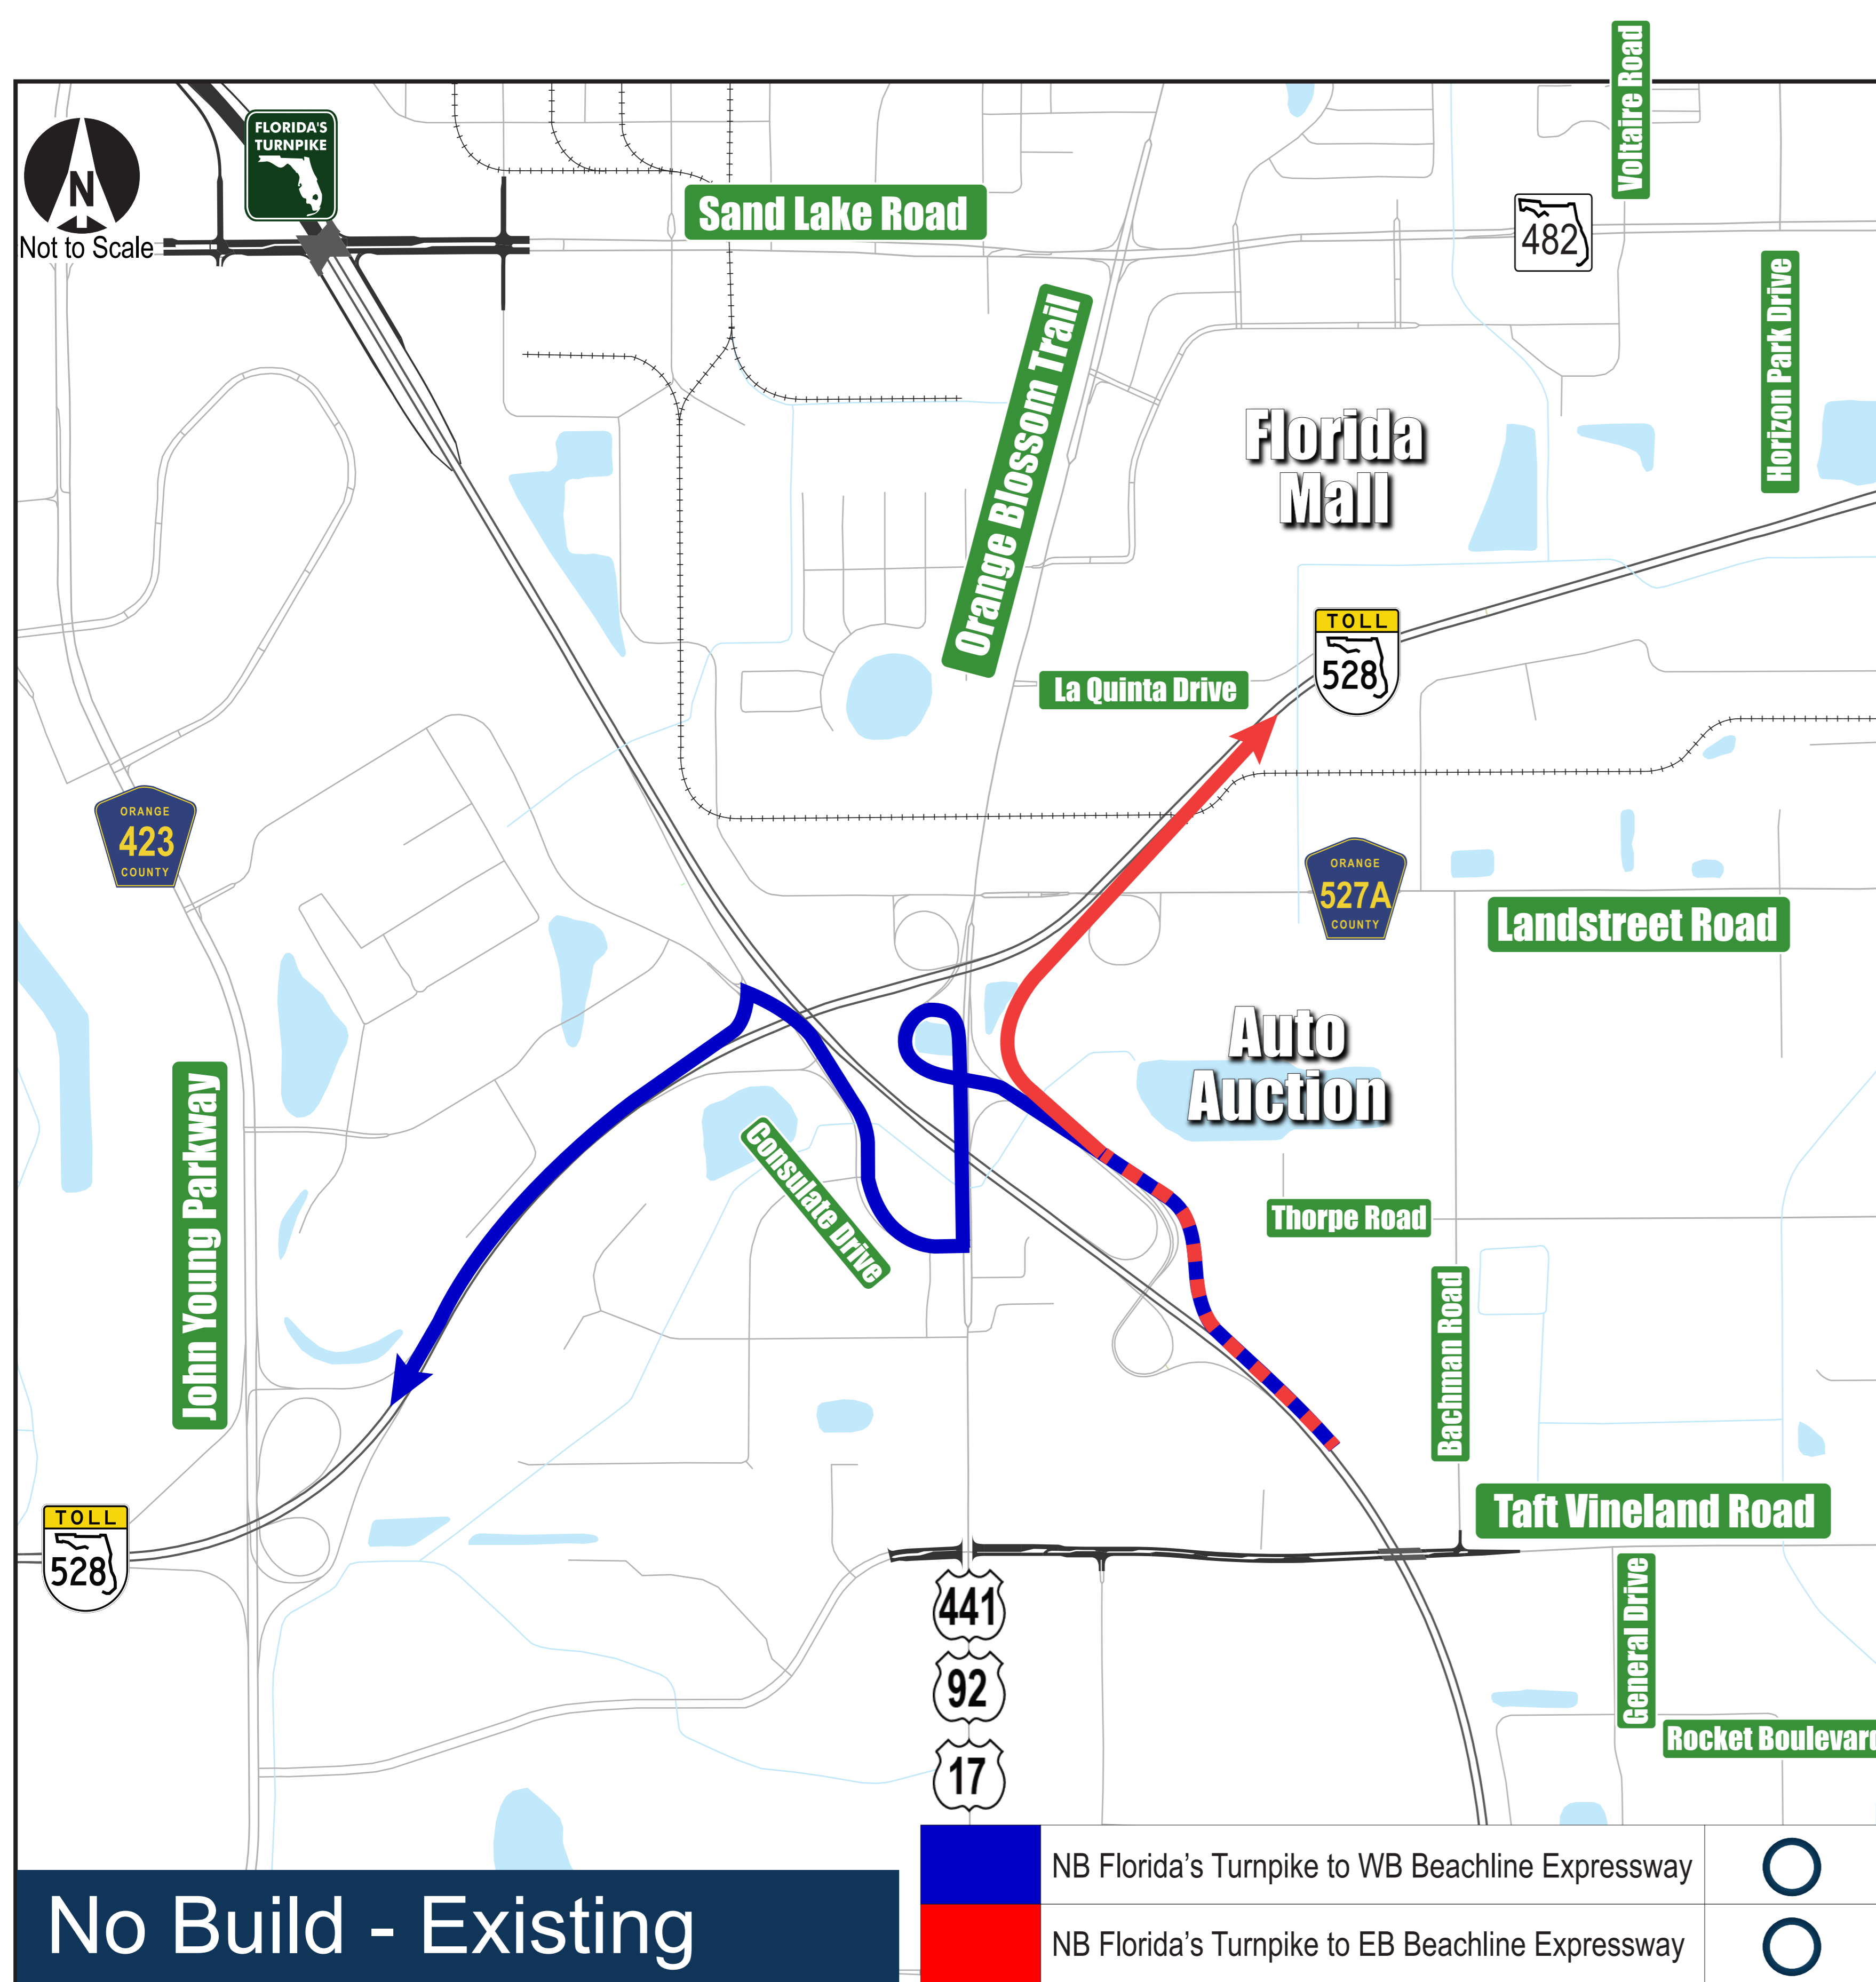 Voltaire Road
N
Not to Scale
FLORIDA'S
TURNPIKE
Sand Lake Road
482
Horizon Park Drive
Orange Blossom Trail
Florida
Mall
TOLL
528
La Quinta Drive
ORANGE
423
COUNTY
ORANGE
527A
COUNTY
Landstreet Road
Auto
Auction
John Young Parkway
Consulate Drive
Thorpe Road
Bachman Road
Taft Vineland Road
TOLL
528
441
92
17
General Drive
Rocket Boulevard
NB Florida's Turnpike to WB Beachline Expressway
NB Florida's Turnpike to EB Beachline Expressway
No Build - Existing